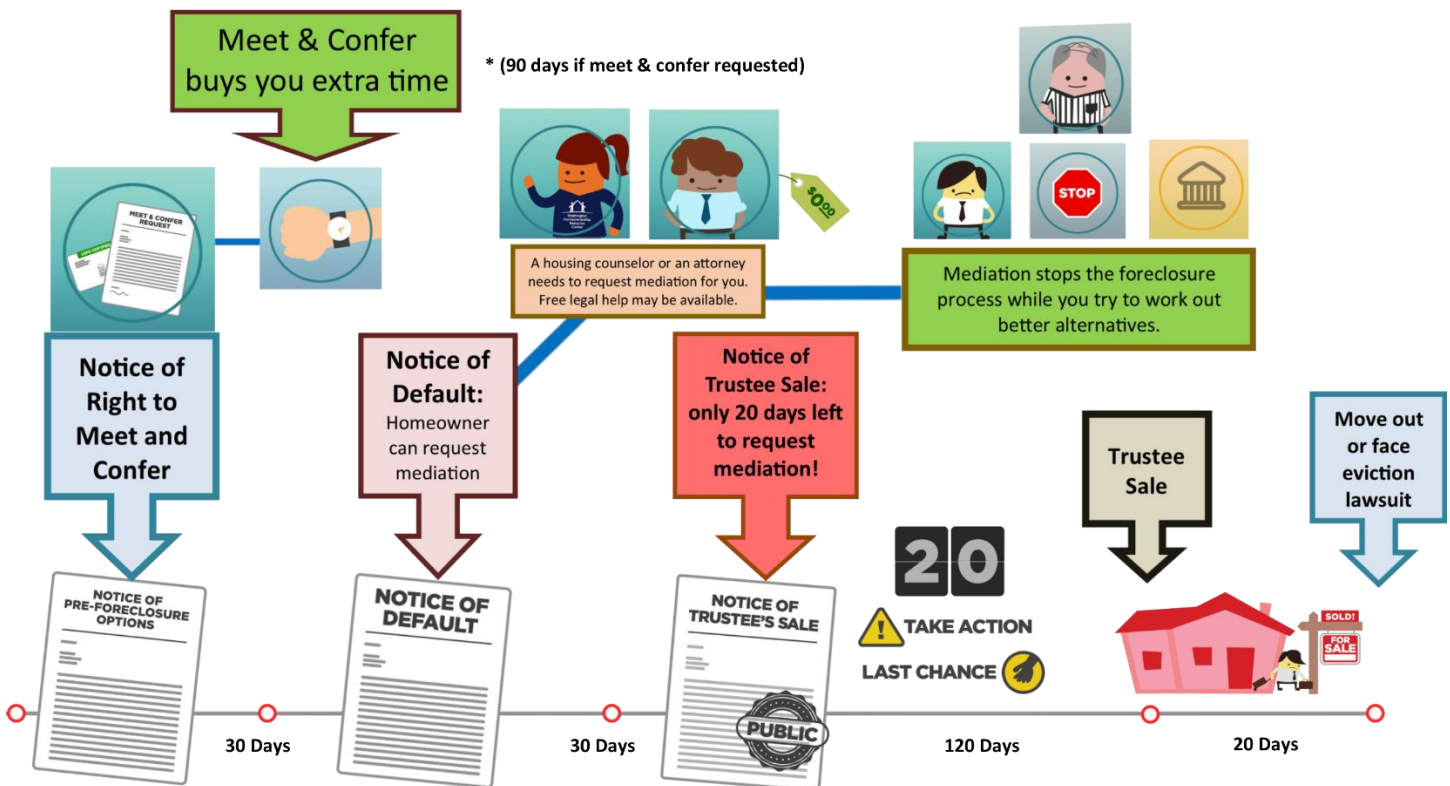 Meet & Confer
buys you extra time
* (90 days if meet & confer requested)
MEET & CONFER
REQUEST
$0.00
STOP
Washington
Homeownership
Resource
Center
A housing counselor or an attorney
needs to request mediation for you.
Free legal help may be available.
Mediation stops the foreclosure
process while you try to work out
better alternatives.
Notice of
Right to
Meet and
Confer
Notice of
Default:
Homeowner
can request
mediation
Notice of
Trustee Sale:
only 20 days left
to request
mediation!
Trustee
Sale
Move out
or face
eviction
lawsuit
NOTICE OF
PRE-FORECLOSURE
OPTIONS
NOTICE OF
DEFAULT
NOTICE OF
TRUSTEE'S SALE
PUBLIC
20
! TAKE ACTION
LAST CHANCE
SOLD!
FOR
SALE
30 Days
30 Days
120 Days
20 Days